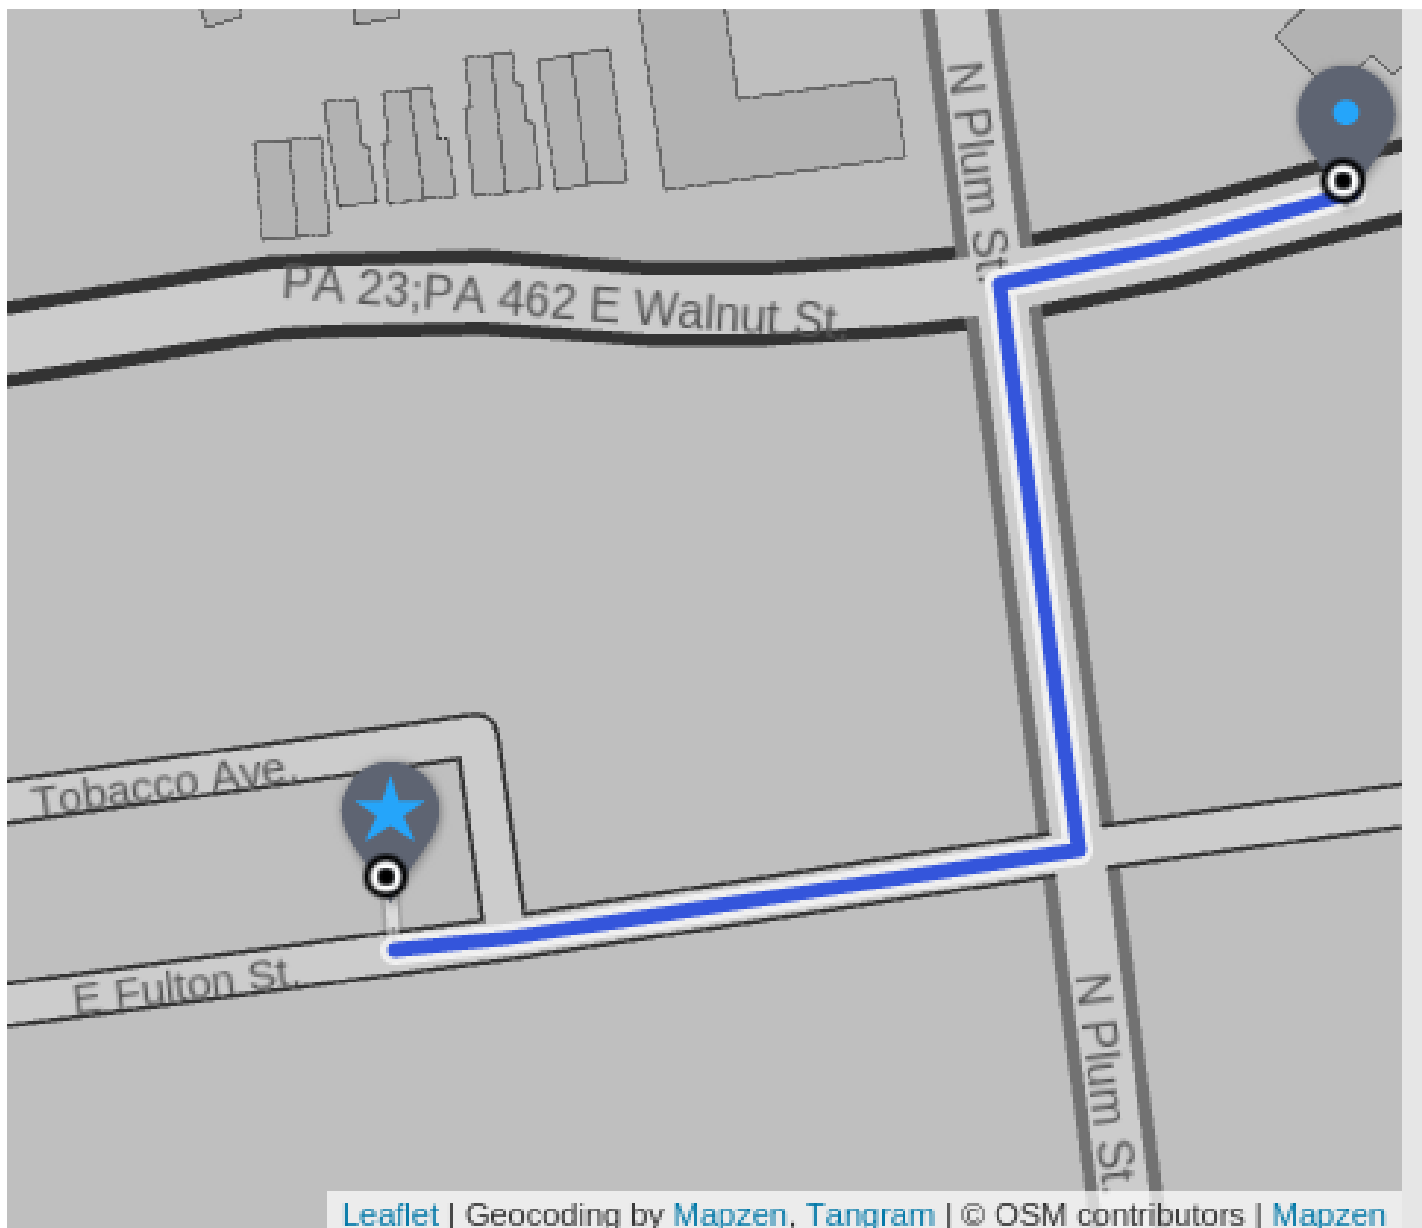 N Plum St.
PA 23;PA 462 E Walnut St.
Tobacco Ave.
E Fulton St.
N Plum St.
Leaflet | Geocoding by Mapzen, Tangram | © OSM contributors | Mapzen